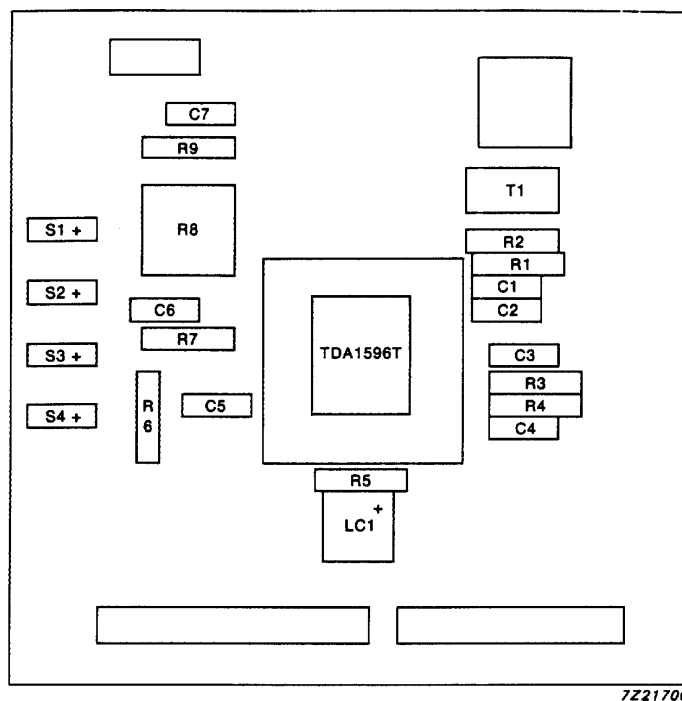 C7
R9
T1
S1 +
R8
R2
R1
S2 +
C1
C6
C2
R7
TDA1596T
S3 +
C3
R3
R
6
C5
R4
S4 +
C4
R5
+
LC1